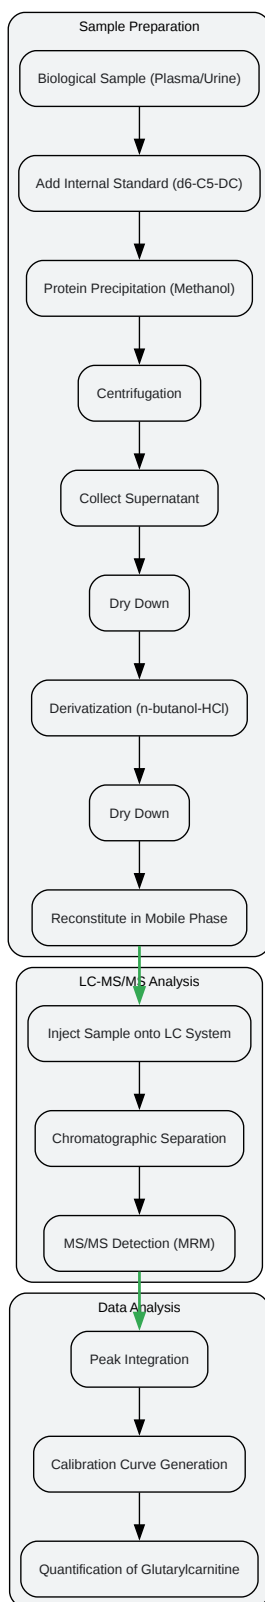 Sample Preparation
Biological Sample (Plasma/Urine)
Add Internal Standard (d6-C5-DC)
Protein Precipitation (Methanol)
Centrifugation
Collect Supernatant
Dry Down
Derivatization (n-butanol-HCl)
Dry Down
Reconstitute in Mobile Phase
LC-MS/MS Analysis
Inject Sample onto LC System
Chromatographic Separation
MS/MS Detection (MRM)
Data Analysis
Peak Integration
Calibration Curve Generation
Quantification of Glutarylcarnitine